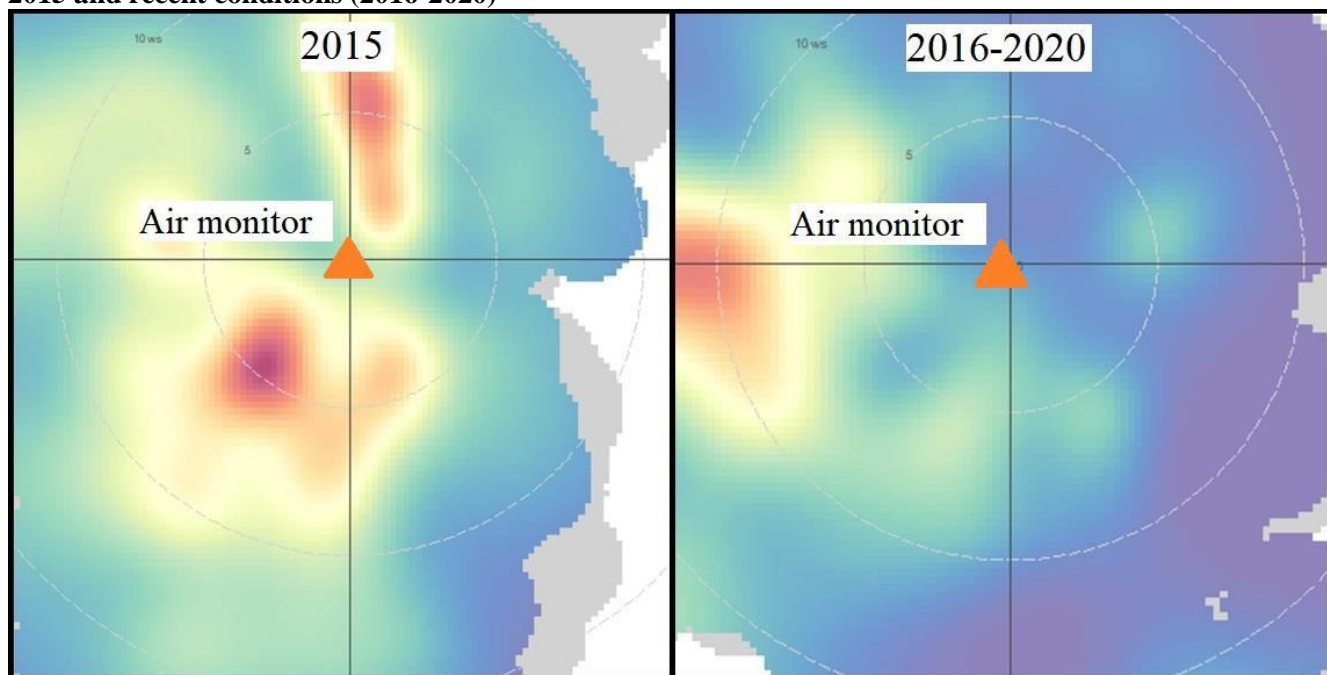 2015 and recent conditions (2016-2020)
10 ws
2015
5
Air monitor
10 ws
2016-2020
5
Air monitor